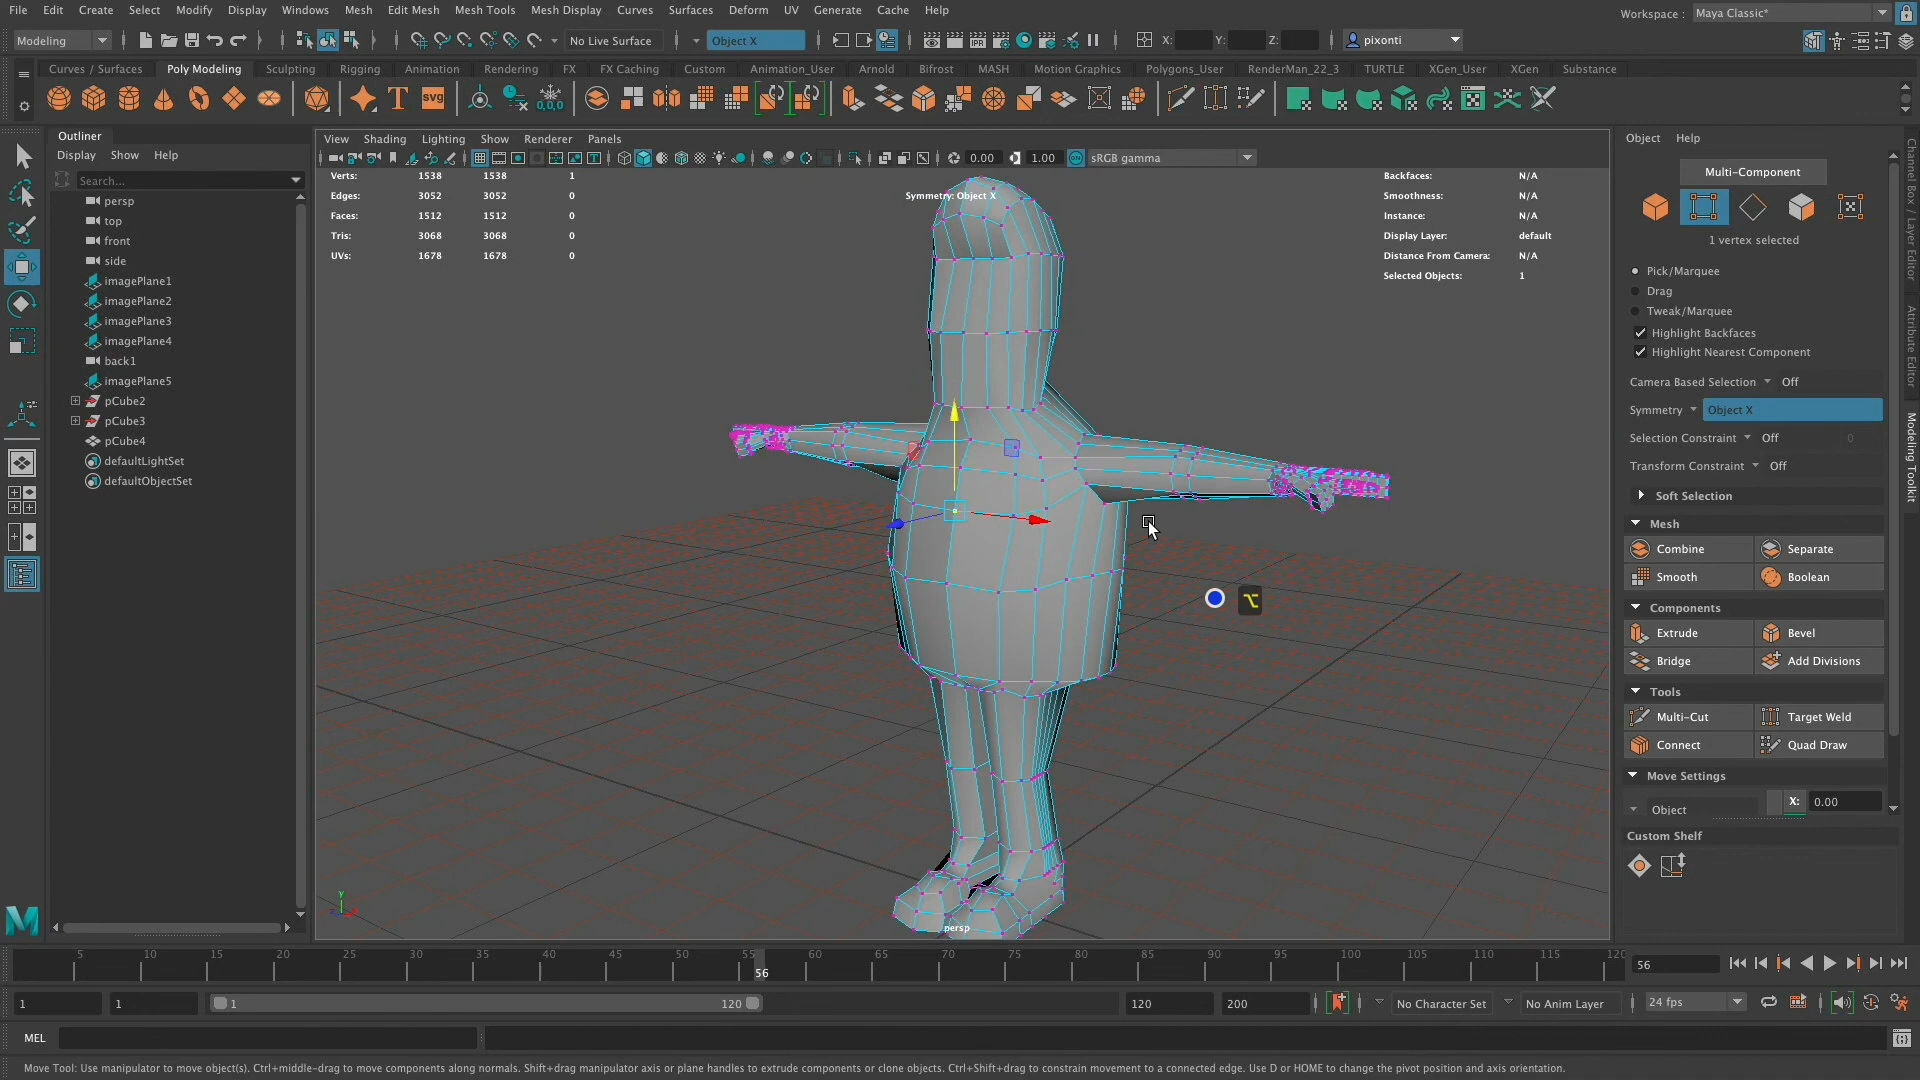 File Edit Create Select Modify Display Windows Mesh Edit Mesh Mesh Tools Mesh Display Curves Surfaces Deform UV Generate Cache Help
Workspace : Maya Classic*
Modeling No Live Surface Object X X: Y: Z: pixonti
Curves / Surfaces Poly Modeling Sculpting Rigging Animation Rendering FX FX Caching Custom Animation_User Arnold Bifrost MASH Motion Graphics Polygons_User RenderMan_22_3 TURTLE XGen_User XGen Substance
T SVG 0,0,0
Outliner
Display Show Help
Search...
persp
top
front
side
imagePlane1
imagePlane2
imagePlane3
imagePlane4
back1
imagePlane5
pCube2
pCube3
pCube4
defaultLightSet
defaultObjectSet
View Shading Lighting Show Renderer Panels
0.00 1.00 ON sRGB gamma
Verts: 1538 1538 1
Edges: 3052 3052 0
Faces: 1512 1512 0
Tris: 3068 3068 0
UVs: 1678 1678 0
Symmetry: Object X
Backfaces: N/A
Smoothness: N/A
Instance: N/A
Display Layer: default
Distance From Camera: N/A
Selected Objects: 1
persp
Object Help
Multi-Component
1 vertex selected
Pick/Marquee
Drag
Tweak/Marquee
Highlight Backfaces
Highlight Nearest Component
Camera Based Selection Off
Symmetry Object X
Selection Constraint Off 0
Transform Constraint Off
Soft Selection
Mesh
Combine Separate
Smooth Boolean
Components
Extrude Bevel
Bridge Add Divisions
Tools
Multi-Cut Target Weld
Connect Quad Draw
Move Settings
Object X: 0.00
Custom Shelf
Channel Box / Layer Editor
Attribute Editor
Modeling Toolkit
5 10 15 20 25 30 35 40 45 50 55 60 65 70 75 80 85 90 95 100 105 110 115 120
56
56
1 1 1 120 120 200 No Character Set No Anim Layer 24 fps
MEL
Move Tool: Use manipulator to move object(s). Ctrl+middle-drag to move components along normals. Shift+drag manipulator axis or plane handles to extrude components or clone objects. Ctrl+Shift+drag to constrain movement to a connected edge. Use D or HOME to change the pivot position and axis orientation.